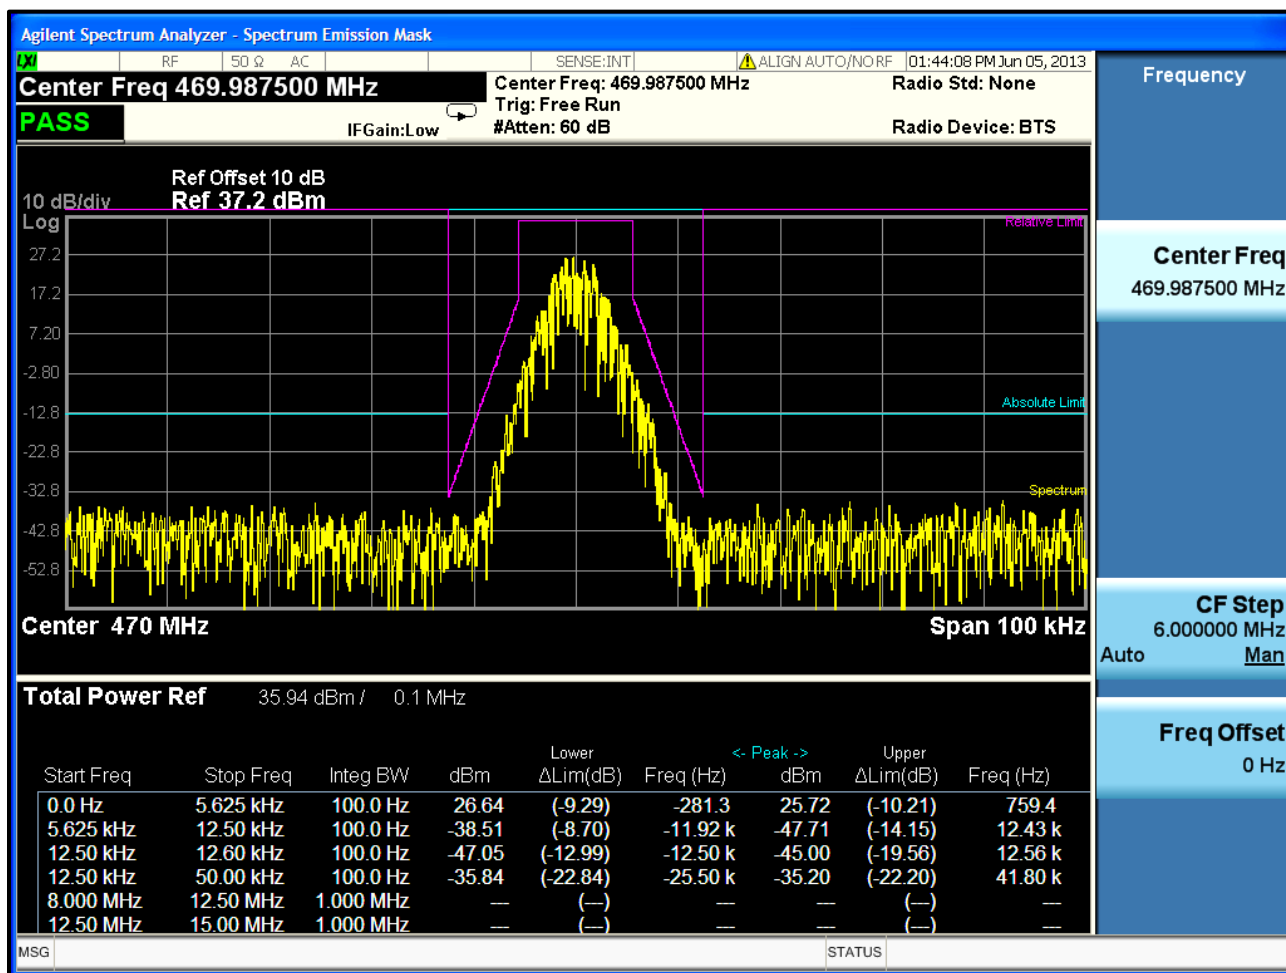 Agilent Spectrum Analyzer - Spectrum Emission Mask
LXI RF 50 Ω AC SENSE:INT ALIGN AUTO/NO RF 01:44:08 PM Jun 05, 2013
Center Freq 469.987500 MHz
Center Freq: 469.987500 MHz
Radio Std: None
Trig: Free Run
PASS
IFGain:Low
#Atten: 60 dB
Radio Device: BTS
Ref Offset 10 dB
10 dB/div Ref 37.2 dBm
Log
Relative Limit
27.2
17.2
7.20
-2.80
Absolute Limit
-12.8
-22.8
-32.8
Spectrum
-42.8
-52.8
Center 470 MHz Span 100 kHz
Total Power Ref 35.94 dBm / 0.1 MHz
Lower <- Peak -> Upper
Start Freq Stop Freq Integ BW dBm ΔLim(dB) Freq (Hz) dBm ΔLim(dB) Freq (Hz)
0.0 Hz 5.625 kHz 100.0 Hz 26.64 (-9.29) -281.3 25.72 (-10.21) 759.4
5.625 kHz 12.50 kHz 100.0 Hz -38.51 (-8.70) -11.92 k -47.71 (-14.15) 12.43 k
12.50 kHz 12.60 kHz 100.0 Hz -47.05 (-12.99) -12.50 k -45.00 (-19.56) 12.56 k
12.50 kHz 50.00 kHz 100.0 Hz -35.84 (-22.84) -25.50 k -35.20 (-22.20) 41.80 k
8.000 MHz 12.50 MHz 1.000 MHz --- (---) --- --- (---) ---
12.50 MHz 15.00 MHz 1.000 MHz --- (---) --- --- (---) ---
MSG STATUS
Frequency
Center Freq
469.987500 MHz
CF Step
6.000000 MHz
Auto Man
Freq Offset
0 Hz